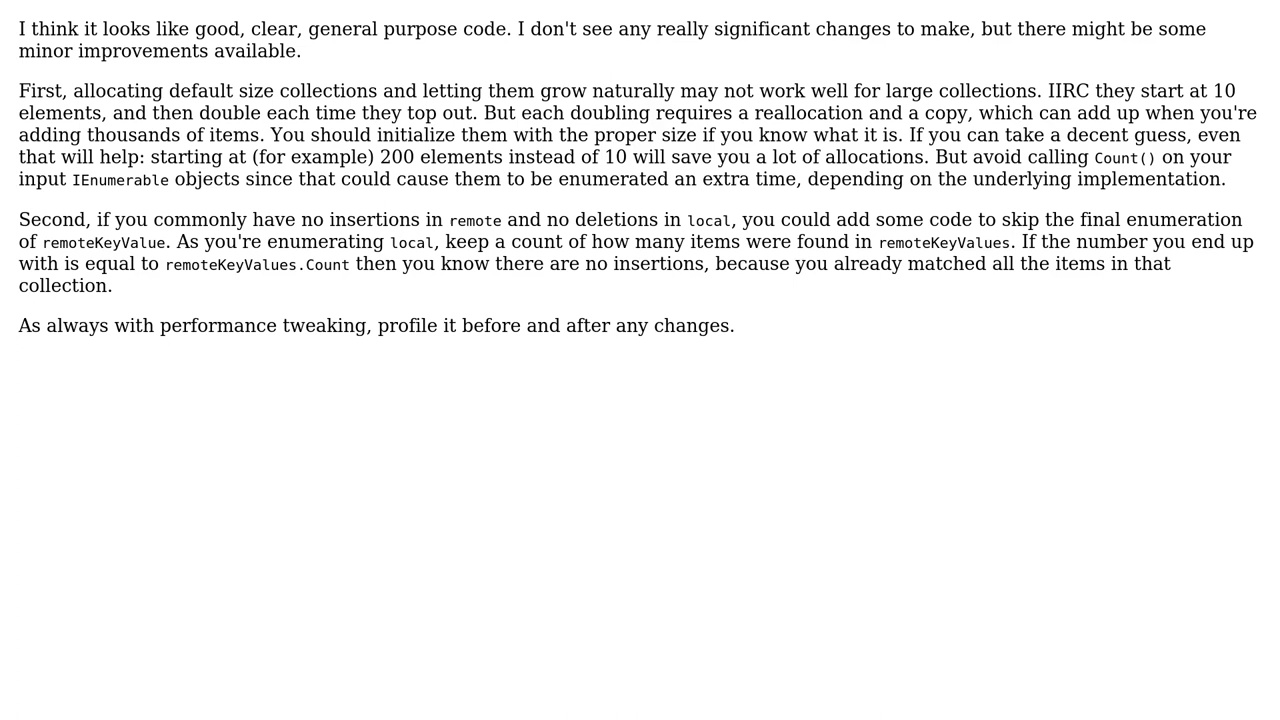 I think it looks like good, clear, general purpose code. I don't see any really significant changes to make, but there might be some
minor improvements available.
First, allocating default size collections and letting them grow naturally may not work well for large collections. IIRC they start at 10
elements, and then double each time they top out. But each doubling requires a reallocation and a copy, which can add up when you're
adding thousands of items. You should initialize them with the proper size if you know what it is. If you can take a decent guess, even
that will help: starting at (for example) 200 elements instead of 10 will save you a lot of allocations. But avoid calling Count() on your
input IEnumerable objects since that could cause them to be enumerated an extra time, depending on the underlying implementation.
Second, if you commonly have no insertions in remote and no deletions in local, you could add some code to skip the final enumeration
of remoteKeyValue. As you're enumerating local, keep a count of how many items were found in remoteKeyValues. If the number you end up
with is equal to remoteKeyValues.Count then you know there are no insertions, because you already matched all the items in that
collection.
As always with performance tweaking, profile it before and after any changes.